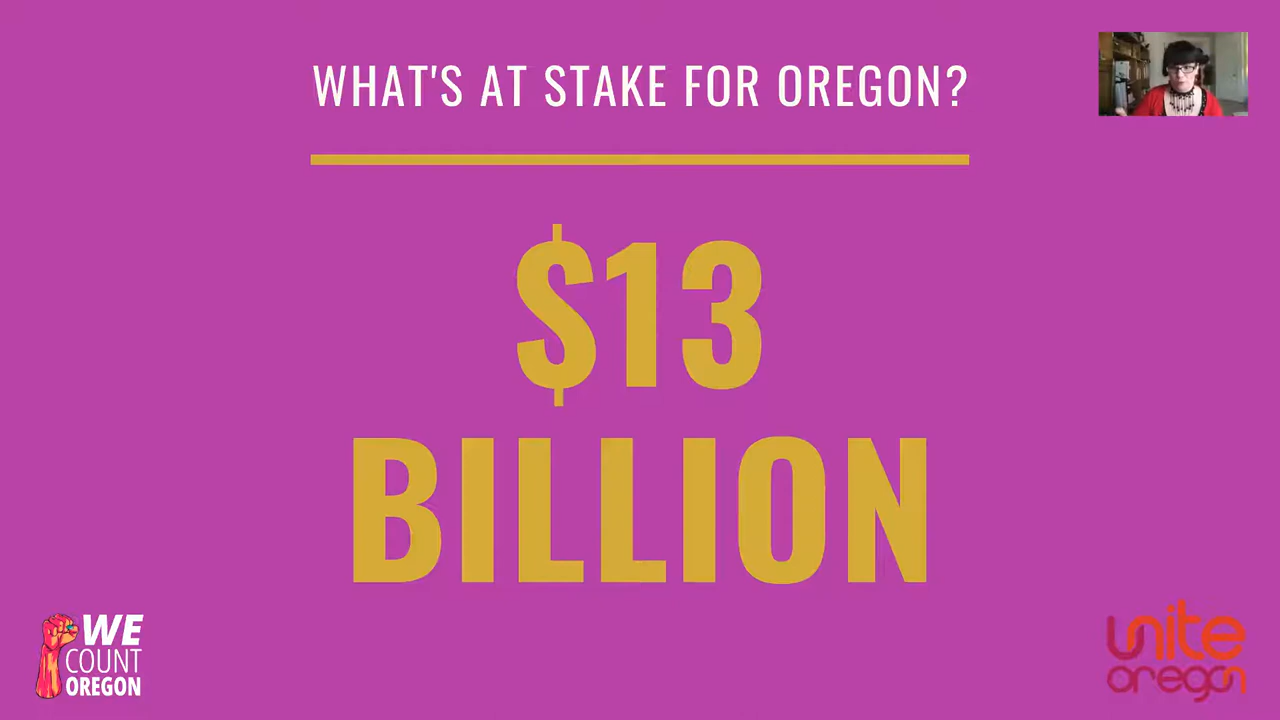 WHAT'S AT STAKE FOR OREGON?
$13
BILLION
WE
COUNT
OREGON
unite
oregon